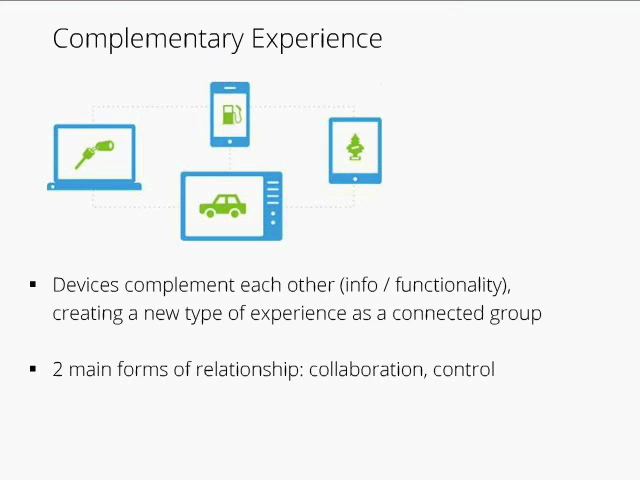 Complementary Experience
▪ Devices complement each other (info / functionality),
creating a new type of experience as a connected group
▪ 2 main forms of relationship: collaboration, control